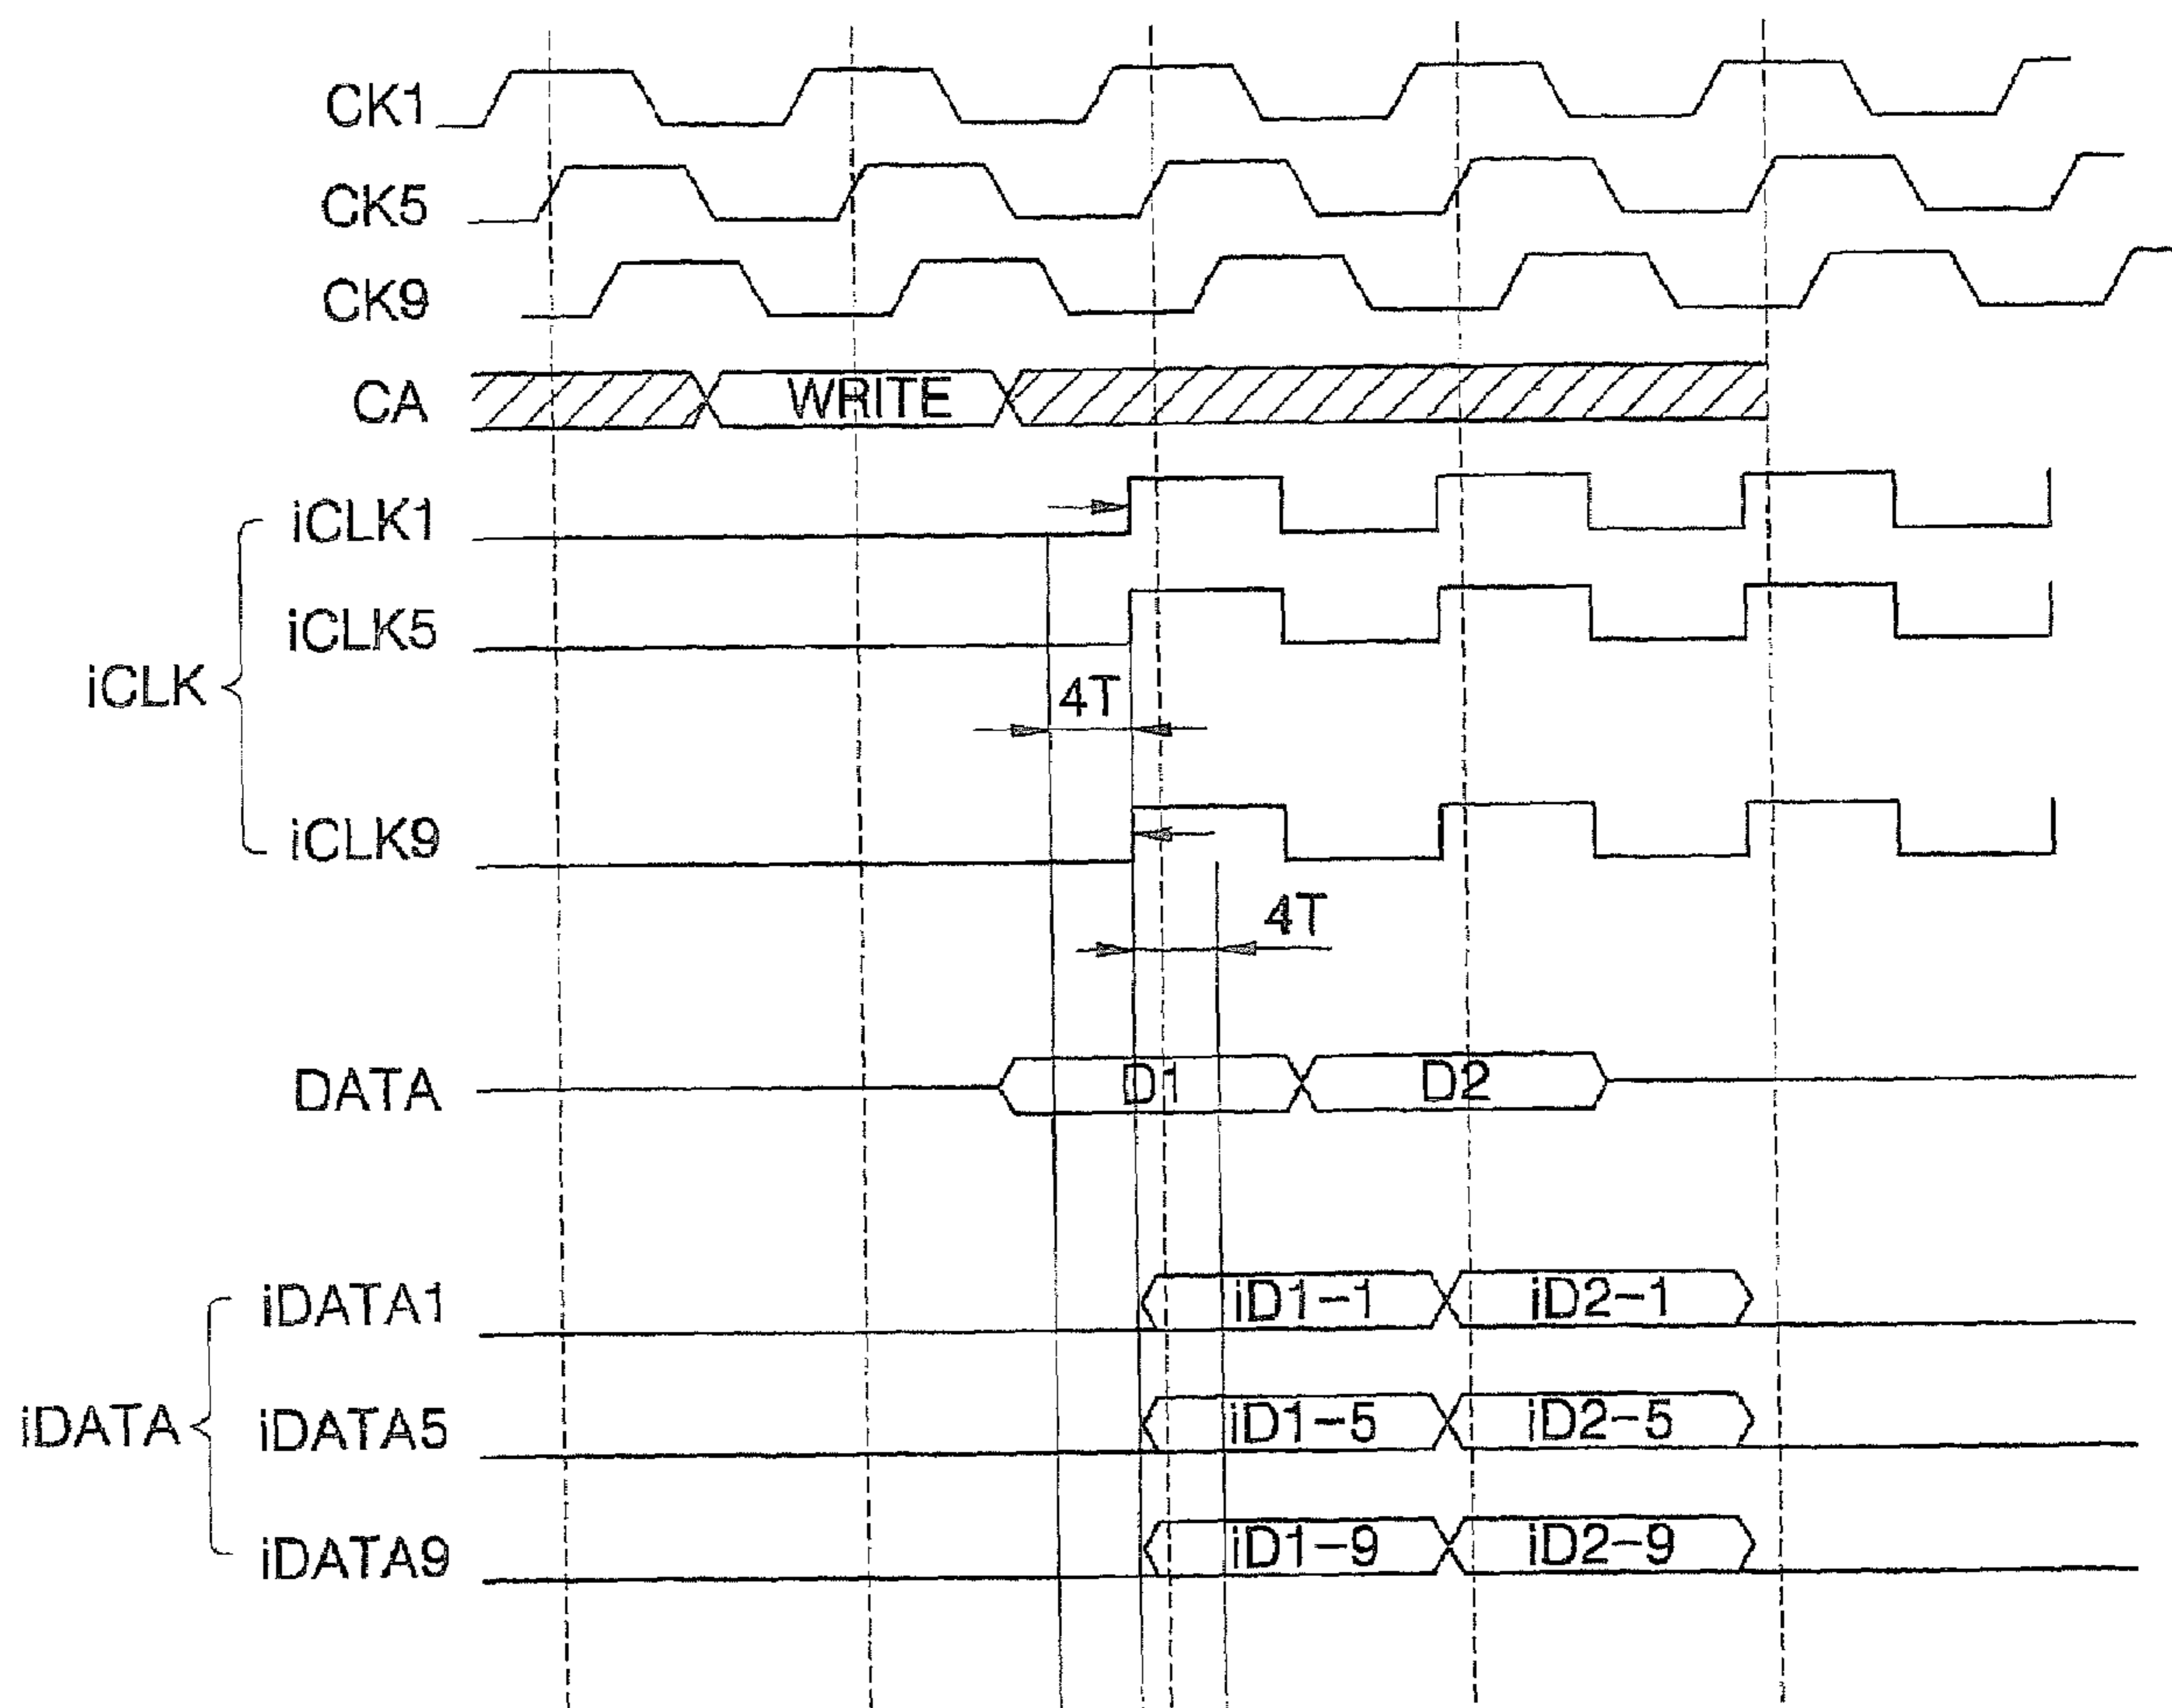 CK1
CK5
CK9
CA WRITE
iCLK1
iCLK5
iCLK 4T
iCLK9
4T
DATA D1 D2
iDATA1 iD1-1 iD2-1
iDATA iDATA5 iD1-5 iD2-5
iDATA9 iD1-9 iD2-9